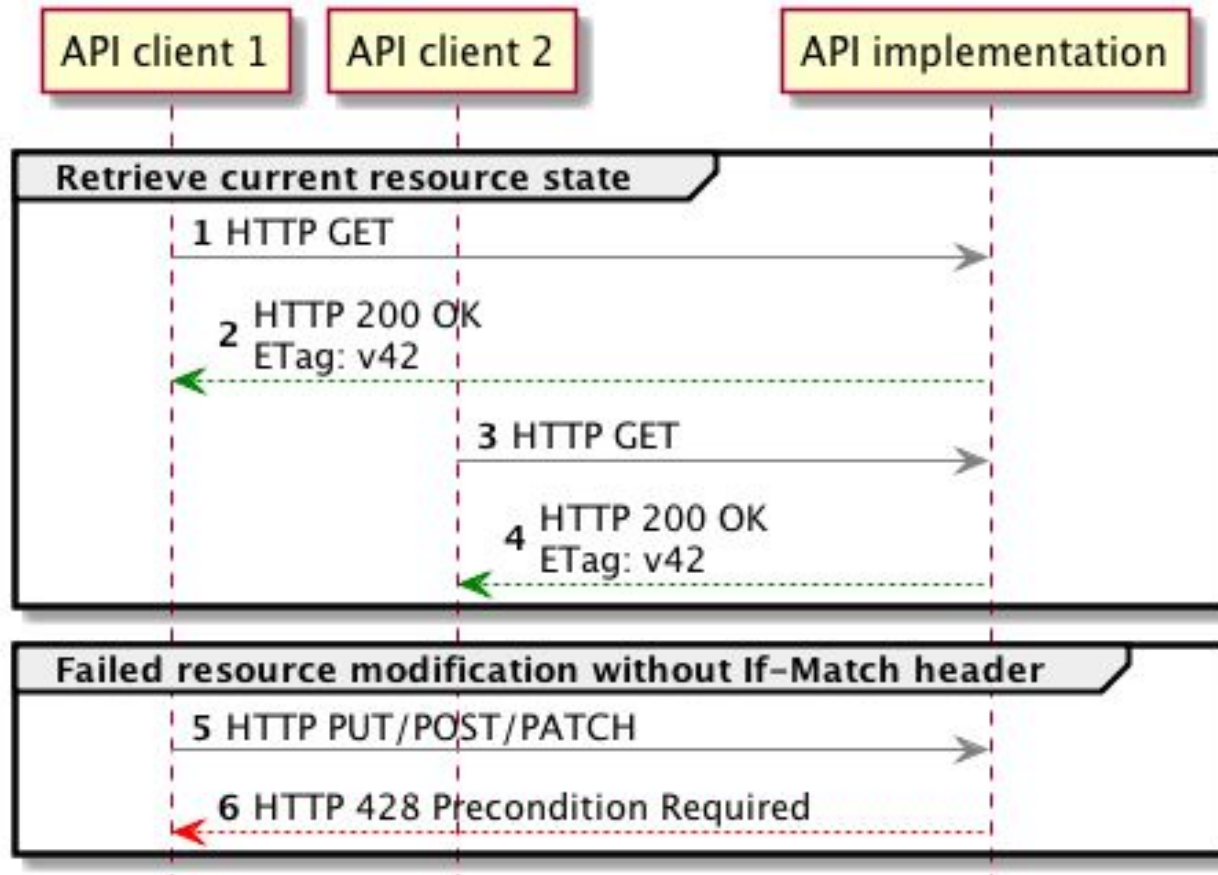 API client 1
API client 2
API implementation
Retrieve current resource state
1 HTTP GET
2 HTTP 200 OK
ETag: v42
3 HTTP GET
4 HTTP 200 OK
ETag: v42
Failed resource modification without If-Match header
5 HTTP PUT/POST/PATCH
6 HTTP 428 Precondition Required